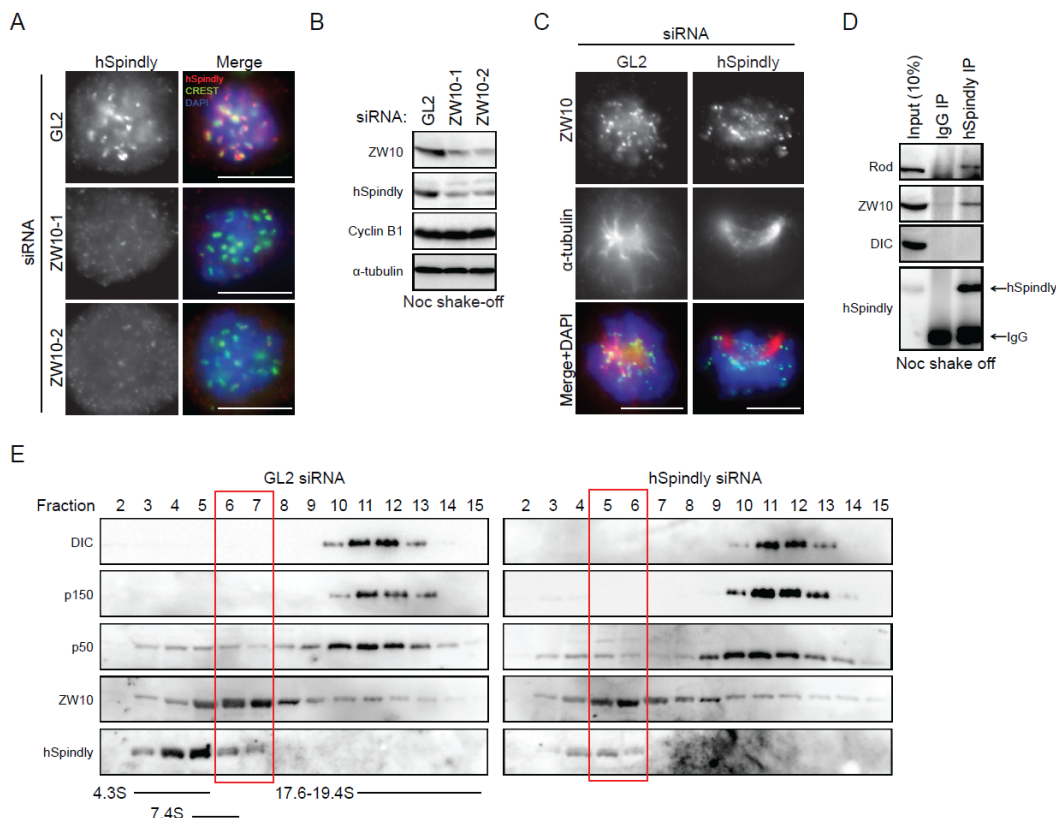 A
hSpindly
Merge
hSpindly
CREST
DAPI
siRNA
GL2
ZW10-1
ZW10-2
B
siRNA:
GL2
ZW10-1
ZW10-2
ZW10
hSpindly
Cyclin B1
α-tubulin
Noc shake-off
C
siRNA
GL2
hSpindly
ZW10
α-tubulin
Merge+DAPI
D
Input (10%)
IgG IP
hSpindly IP
Rod
ZW10
DIC
hSpindly
←hSpindly
←IgG
Noc shake off
E
GL2 siRNA
hSpindly siRNA
Fraction 2 3 4 5 6 7 8 9 10 11 12 13 14 15 2 3 4 5 6 7 8 9 10 11 12 13 14 15
DIC
p150
p50
ZW10
hSpindly
4.3S
17.6-19.4S
7.4S